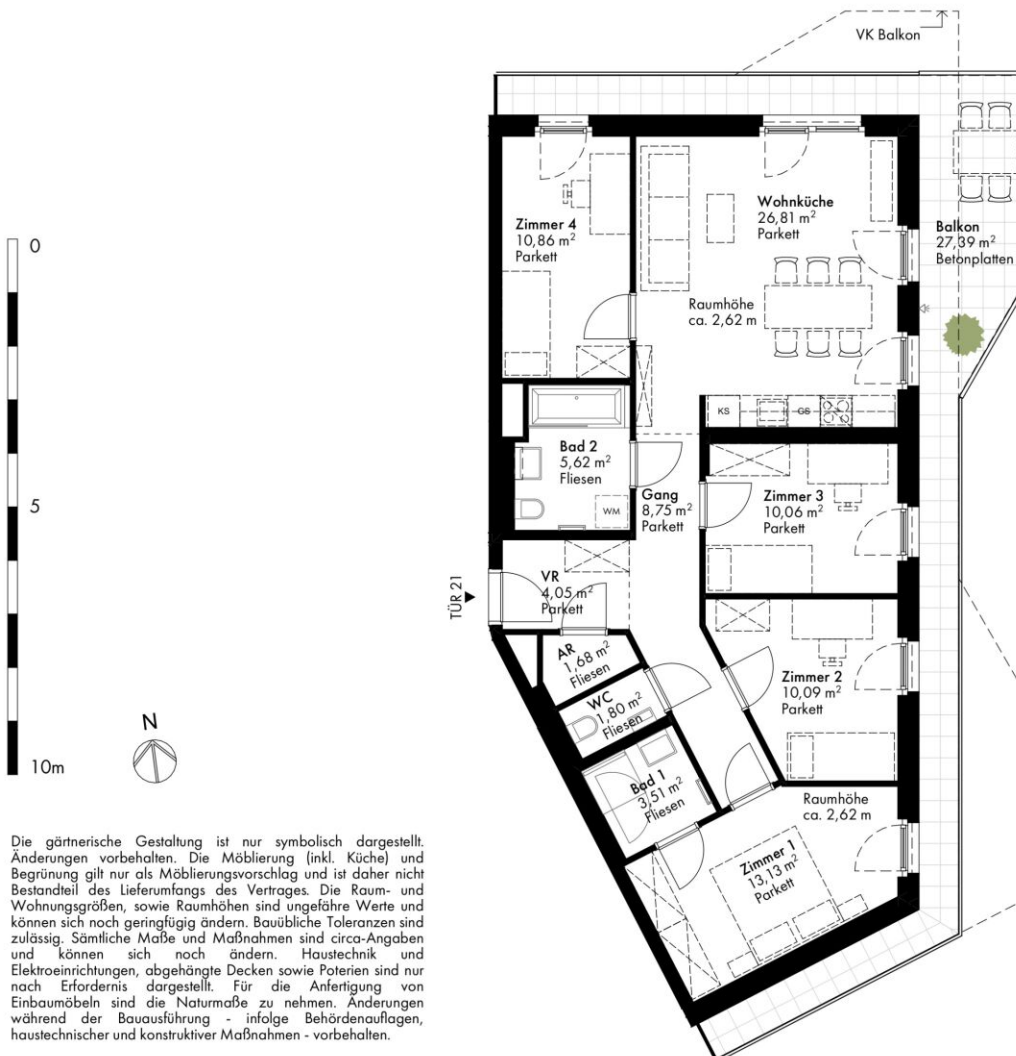 VK Balkon
Wohnküche
26,81 m²
Parkett
Zimmer 4
10,86 m²
Parkett
Balkon
27,39 m²
Betonplatten
Raumhöhe
ca. 2,62 m
KS
GS
Bad 2
5,62 m²
Fliesen
WM
Gang
8,75 m²
Parkett
Zimmer 3
10,06 m²
Parkett
TÜR 21
VR
4,05 m²
Parkett
AR
1,68 m²
Fliesen
WC
1,80 m²
Fliesen
Zimmer 2
10,09 m²
Parkett
Bad 1
3,51 m²
Fliesen
Raumhöhe
ca. 2,62 m
Zimmer 1
13,13 m²
Parkett
0
5
10m
N
Die gärtnerische Gestaltung ist nur symbolisch dargestellt.
Änderungen vorbehalten. Die Möblierung (inkl. Küche) und
Begrünung gilt nur als Möblierungsvorschlag und ist daher nicht
Bestandteil des Lieferumfangs des Vertrages. Die Raum- und
Wohnungsgrößen, sowie Raumhöhen sind ungefähre Werte und
können sich noch geringfügig ändern. Bauübliche Toleranzen sind
zulässig. Sämtliche Maße und Maßnahmen sind circa-Angaben
und können sich noch ändern. Haustechnik und
Elektroeinrichtungen, abgehängte Decken sowie Poterien sind nur
nach Erfordernis dargestellt. Für die Anfertigung von
Einbaumöbeln sind die Naturmaße zu nehmen. Änderungen
während der Bauausführung - infolge Behördenauflagen,
haustechnischer und konstruktiver Maßnahmen - vorbehalten.